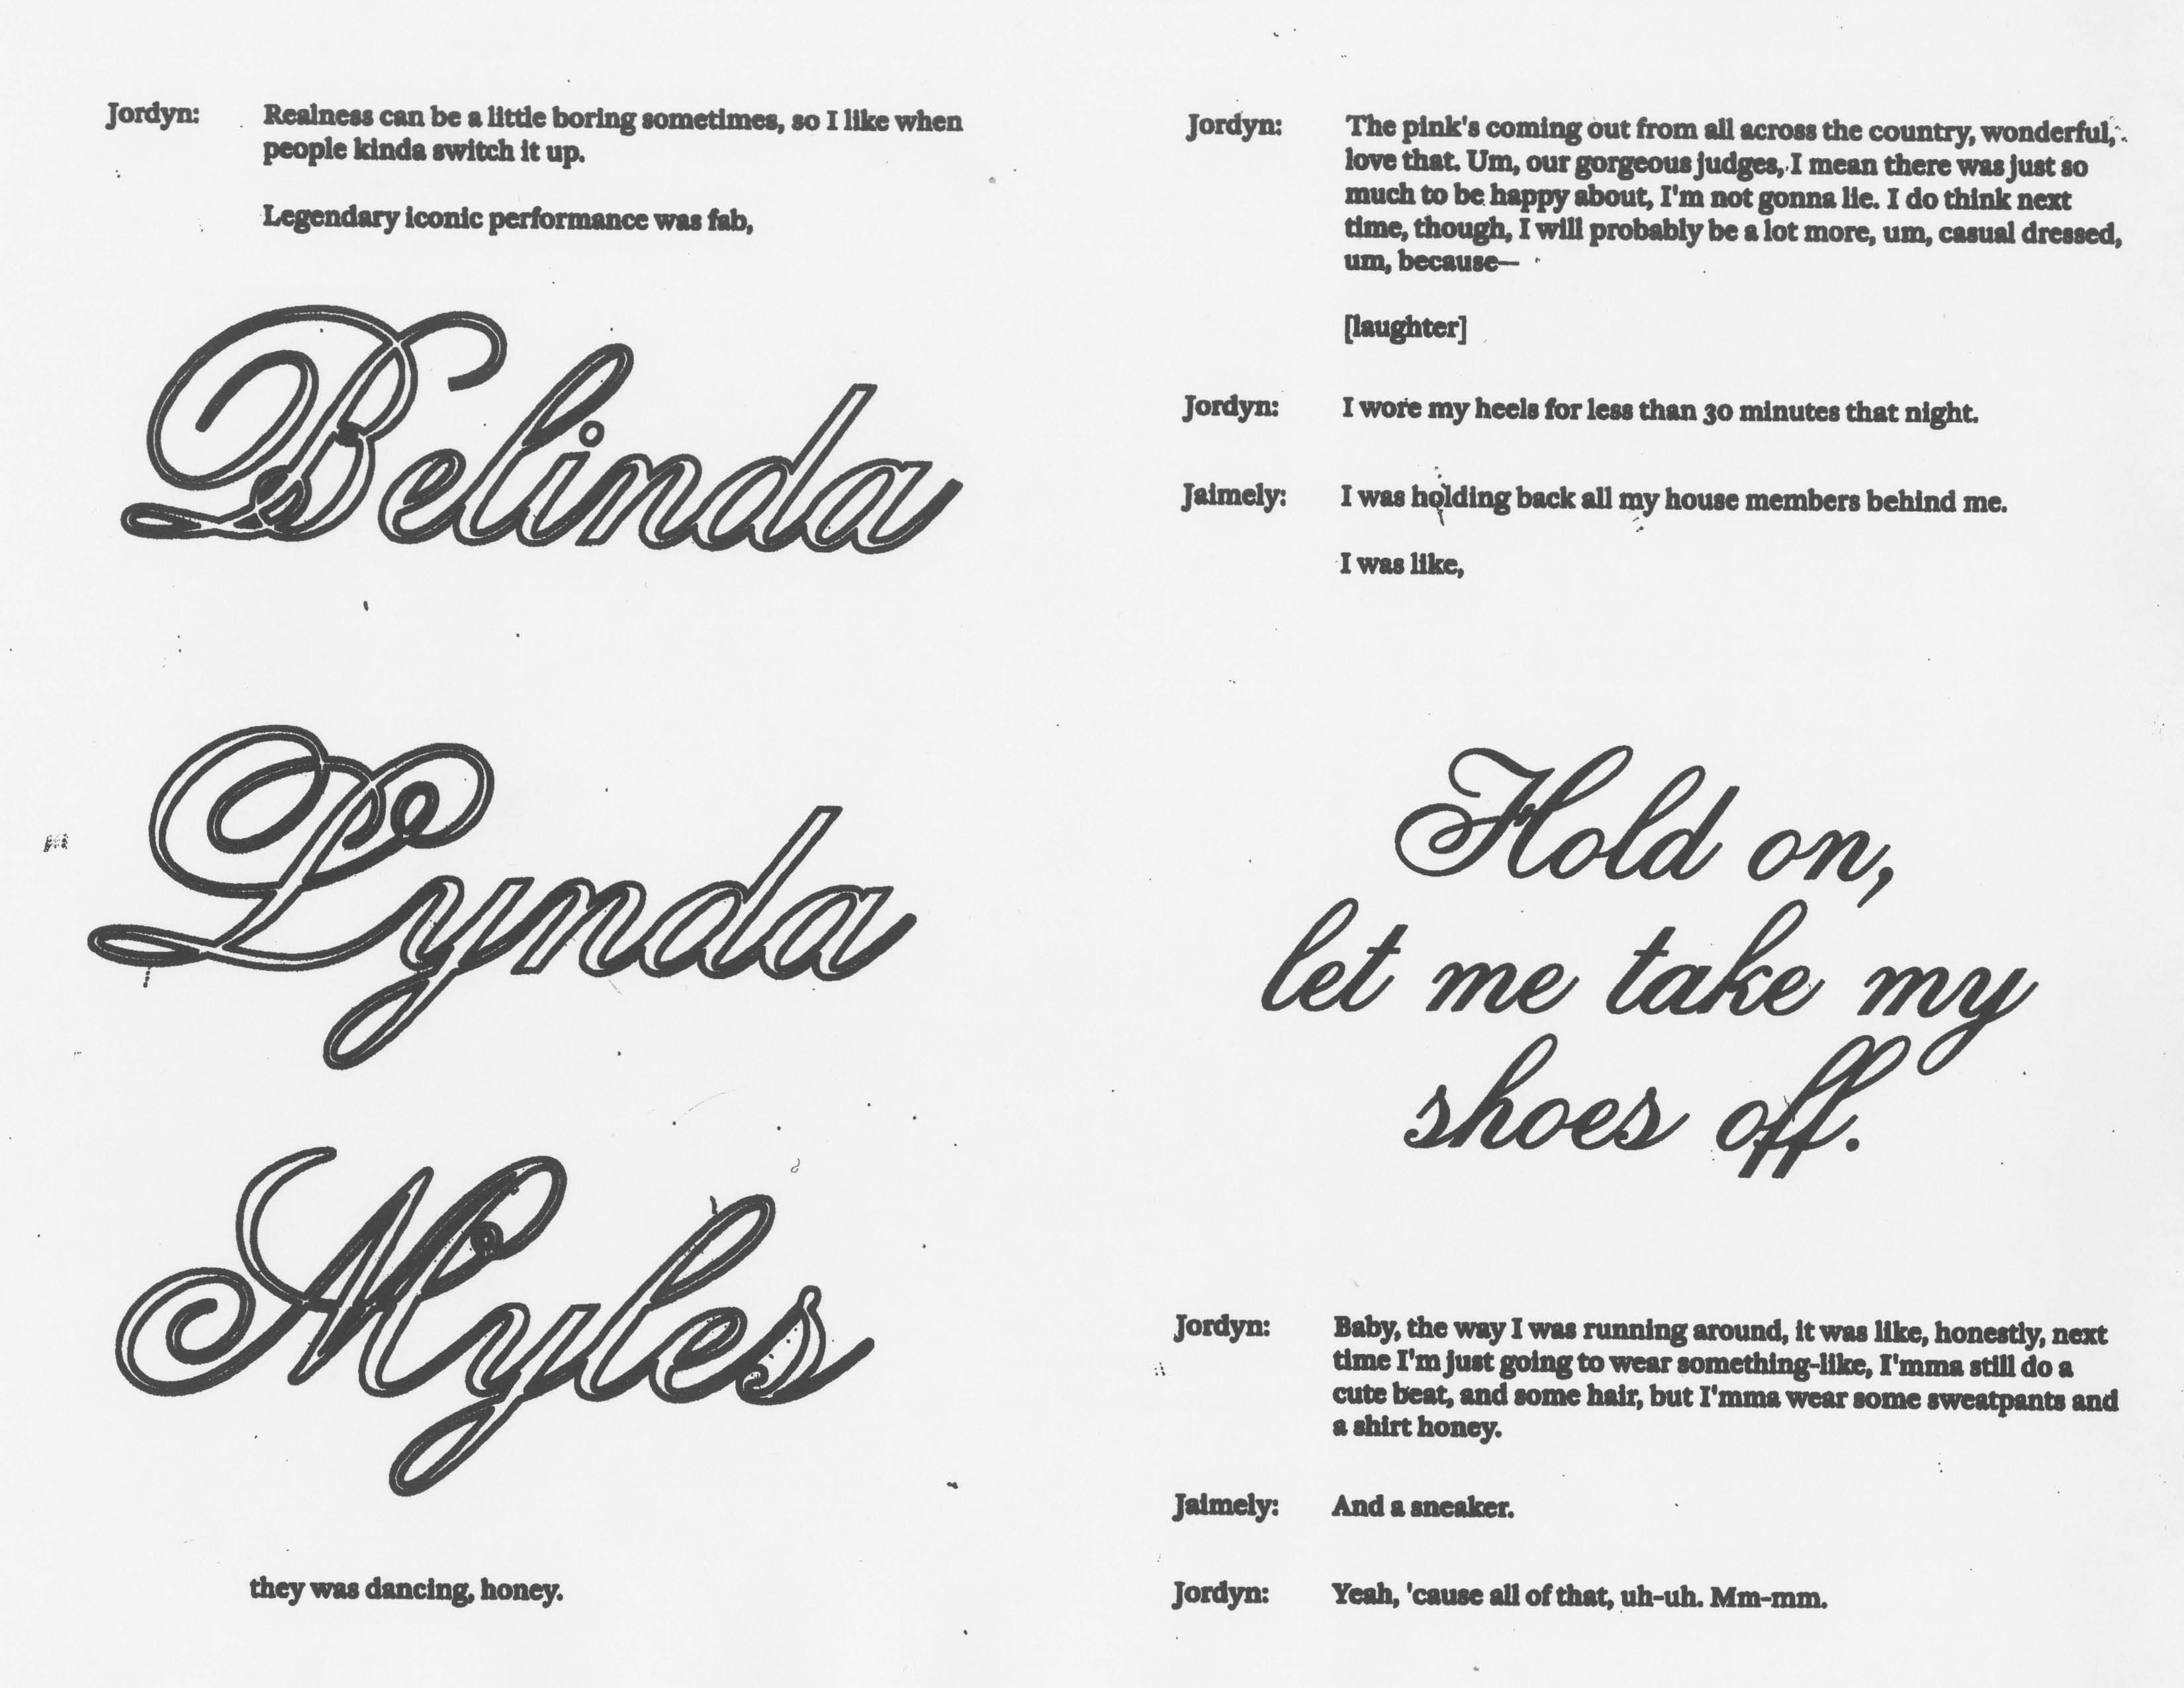 Jordyn: Realness can be a little boring sometimes, so I like when
people kinda switch it up.
Legendary iconic performance was fab,
Belinda
Lynda
Myles
they was dancing, honey.
Jordyn: The pink's coming out from all across the country, wonderful,
love that. Um, our gorgeous judges, I mean there was just so
much to be happy about, I'm not gonna lie. I do think next
time, though, I will probably be a lot more, um, casual dressed,
um, because—
[laughter]
Jordyn: I wore my heels for less than 30 minutes that night.
Jaimely: I was holding back all my house members behind me.
I was like,
Hold on,
let me take my
shoes off.
Jordyn: Baby, the way I was running around, it was like, honestly, next
time I'm just going to wear something-like, I'mma still do a
cute beat, and some hair, but I'mma wear some sweatpants and
a shirt honey.
Jaimely: And a sneaker.
Jordyn: Yeah, 'cause all of that, uh-uh. Mm-mm.